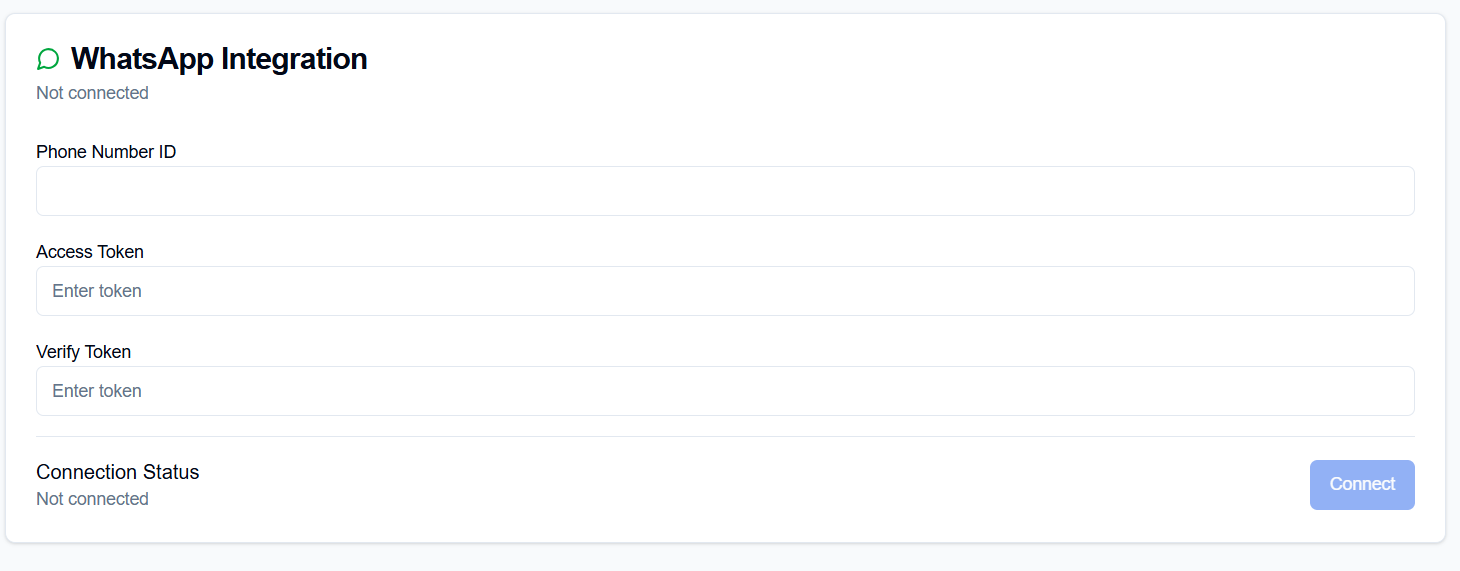 WhatsApp Integration
Not connected
Phone Number ID
Access Token
Enter token
Verify Token
Enter token
Connection Status
Not connected
Connect